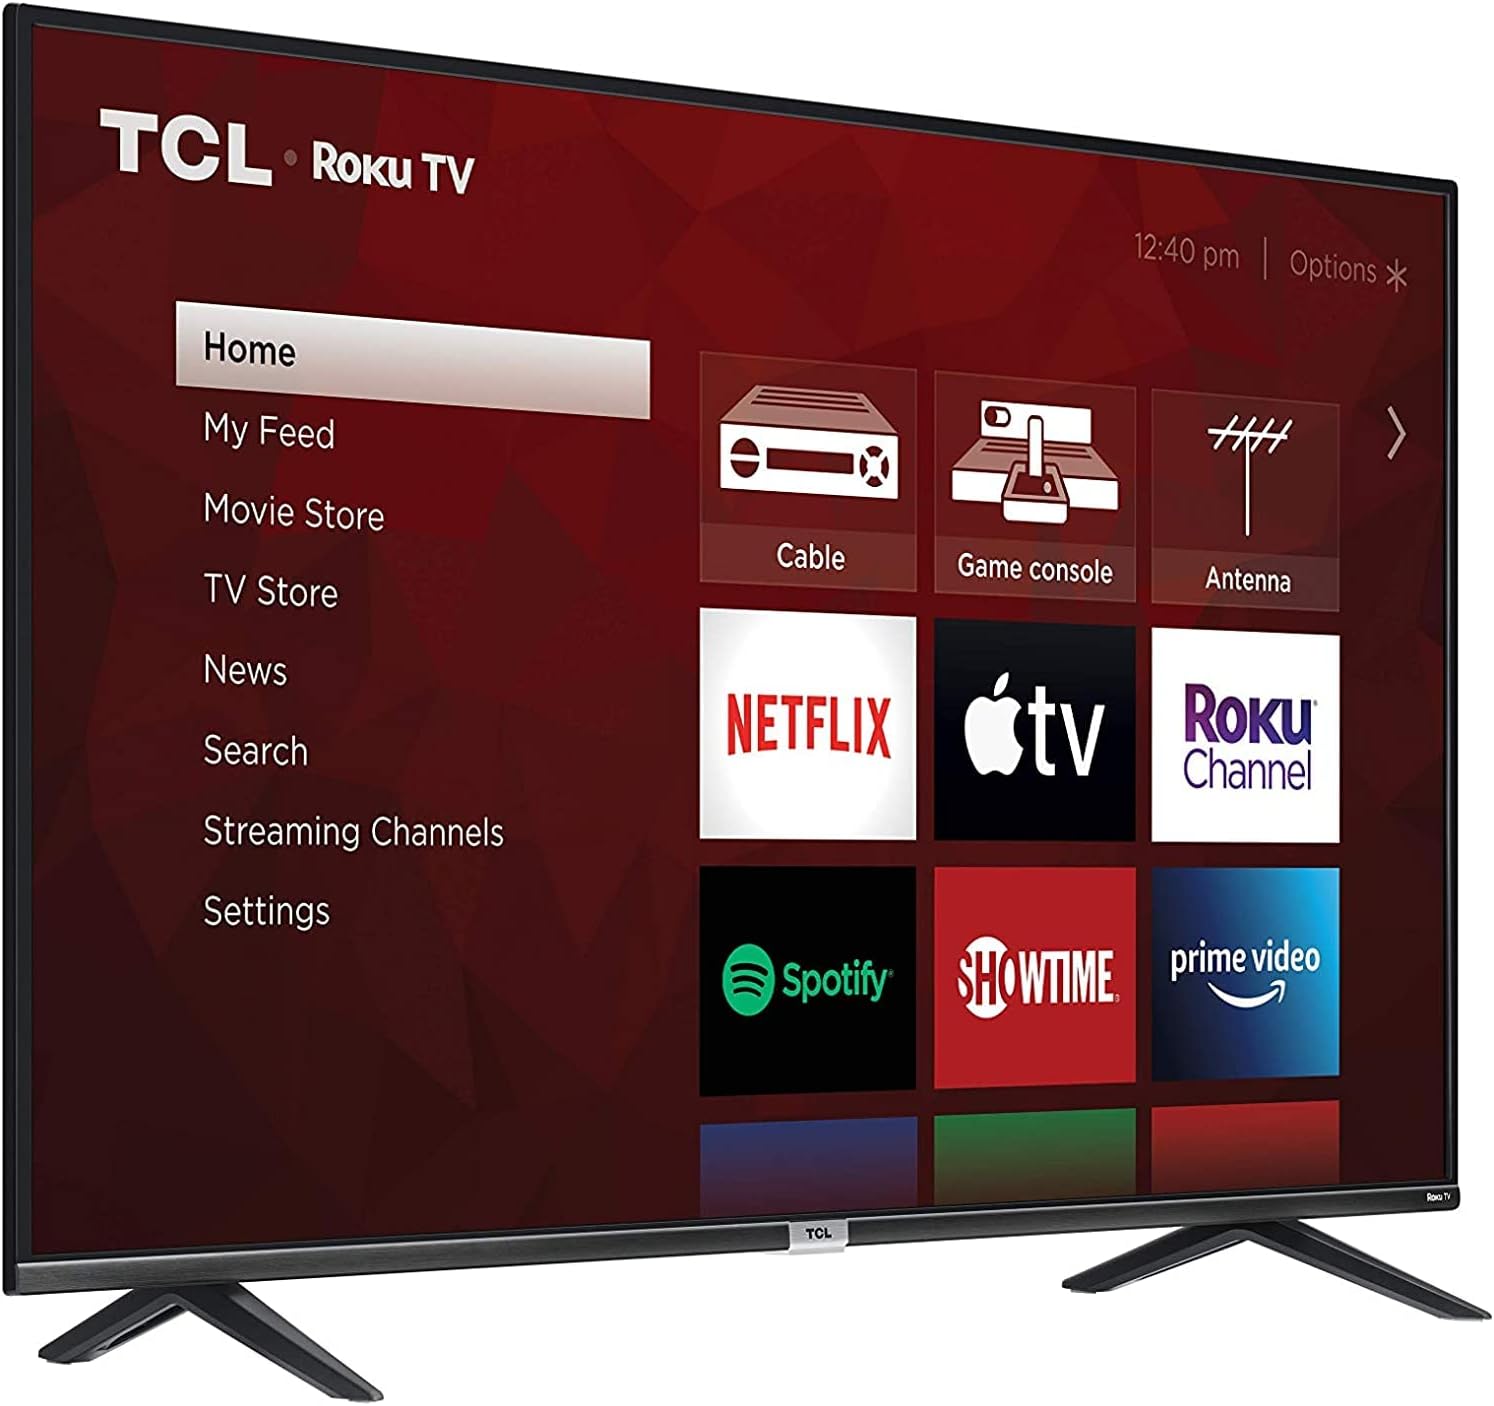 TCL • Roku TV
12:40 pm | Options *
Home
My Feed
Movie Store
TV Store
News
Search
Streaming Channels
Settings
Cable
Game console
Antenna
NETFLIX
tv
Roku
Channel
Spotify®
SHOWTIME®
prime video
TCL
Roku TV